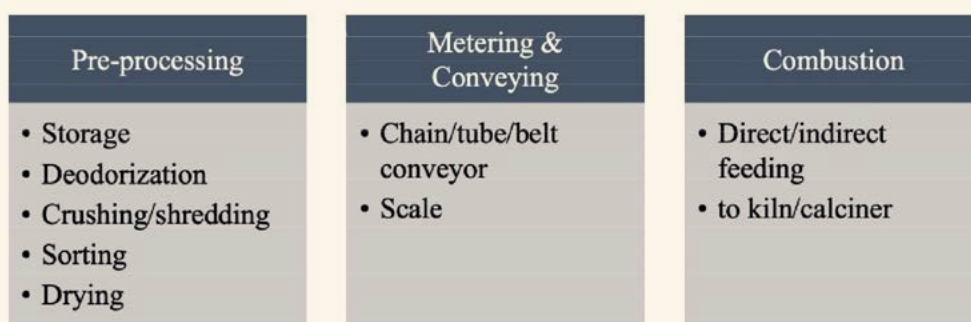 Pre-processing
• Storage
• Deodorization
• Crushing/shredding
• Sorting
• Drying
Metering &
Conveying
• Chain/tube/belt
conveyor
• Scale
Combustion
• Direct/indirect
feeding
• to kiln/calciner